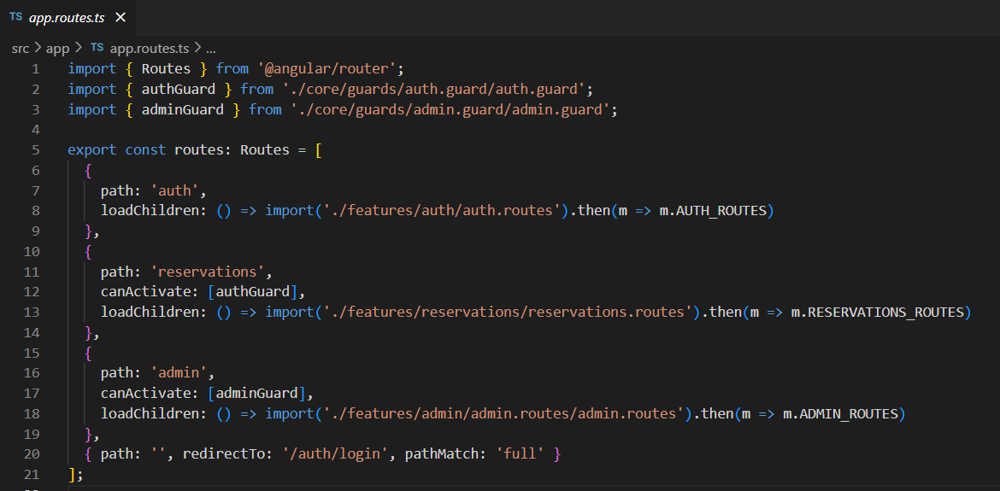 TS app.routes.ts ×
src > app > TS app.routes.ts > ...
1 import { Routes } from '@angular/router';
2 import { authGuard } from './core/guards/auth.guard/auth.guard';
3 import { adminGuard } from './core/guards/admin.guard/admin.guard';
4
5 export const routes: Routes = [
6   {
7     path: 'auth',
8     loadChildren: () => import('./features/auth/auth.routes').then(m => m.AUTH_ROUTES)
9   },
10   {
11     path: 'reservations',
12     canActivate: [authGuard],
13     loadChildren: () => import('./features/reservations/reservations.routes').then(m => m.RESERVATIONS_ROUTES)
14   },
15   {
16     path: 'admin',
17     canActivate: [adminGuard],
18     loadChildren: () => import('./features/admin/admin.routes/admin.routes').then(m => m.ADMIN_ROUTES)
19   },
20   { path: '', redirectTo: '/auth/login', pathMatch: 'full' }
21 ];